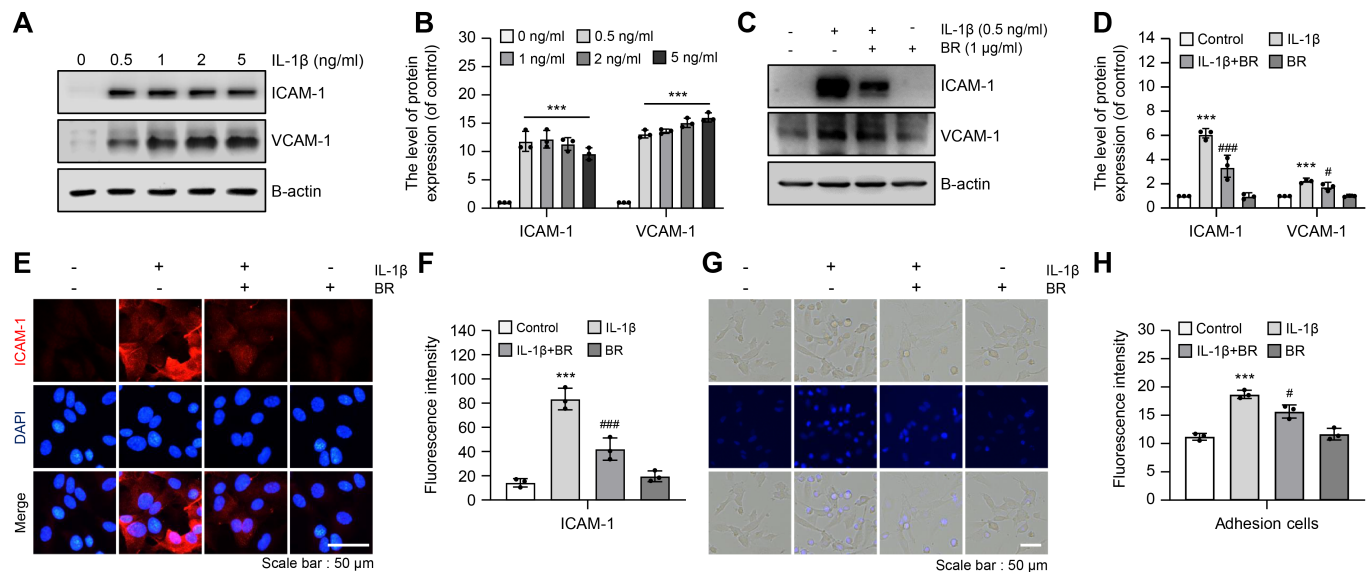 A
0 0.5 1 2 5 IL-1β (ng/ml)
ICAM-1
VCAM-1
B-actin
B
The level of protein
expression (of control)
0 ng/ml 0.5 ng/ml
1 ng/ml 2 ng/ml 5 ng/ml
30
25
20
15
10
5
0
*** ***
ICAM-1 VCAM-1
C
- + + - IL-1β (0.5 ng/ml)
- - + + BR (1 μg/ml)
ICAM-1
VCAM-1
B-actin
D
The level of protein
expression (of control)
Control IL-1β
IL-1β+BR BR
14
12
10
8
6
4
2
0
*** ### *** #
ICAM-1 VCAM-1
E
- + + - IL-1β
- - + + BR
ICAM-1
DAPI
Merge
Scale bar : 50 μm
F
Fluorescence intensity
Control IL-1β
IL-1β+BR BR
140
120
100
80
60
40
20
0
*** ###
ICAM-1
G
- + + - IL-1β
- - + + BR
Scale bar : 50 μm
H
Fluorescence intensity
Control IL-1β
IL-1β+BR BR
30
25
20
15
10
5
0
*** #
Adhesion cells